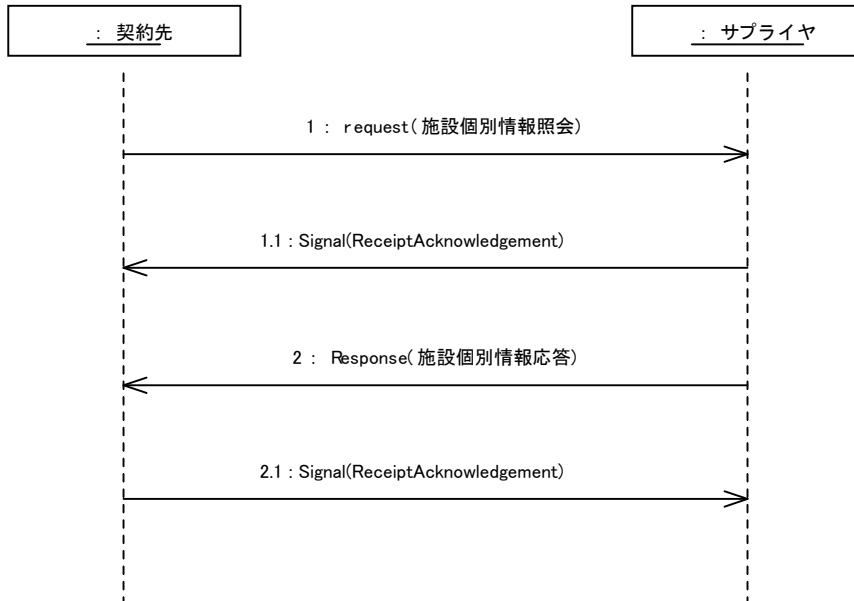 : 契約先
: サプライヤ
1 : request(施設個別情報照会)
1.1 : Signal(ReceiptAcknowledgement)
2 : Response(施設個別情報応答)
2.1 : Signal(ReceiptAcknowledgement)